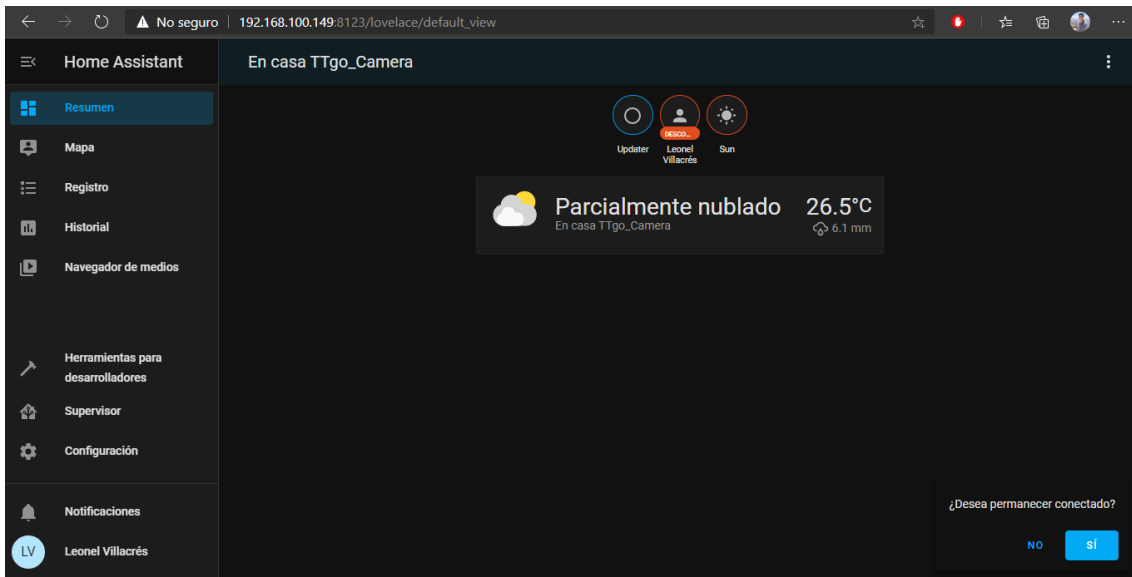 No seguro
192.168.100.149:8123/lovelace/default_view
Home Assistant
En casa TTgo_Camera
Resumen
Mapa
Registro
Historial
Navegador de medios
Herramientas para
desarrolladores
Supervisor
Configuración
Notificaciones
LV
Leonel Villacrés
DESCO...
Updater
Leonel
Villacrés
Sun
Parcialmente nublado
26.5°C
En casa TTgo_Camera
6.1 mm
¿Desea permanecer conectado?
NO
SÍ